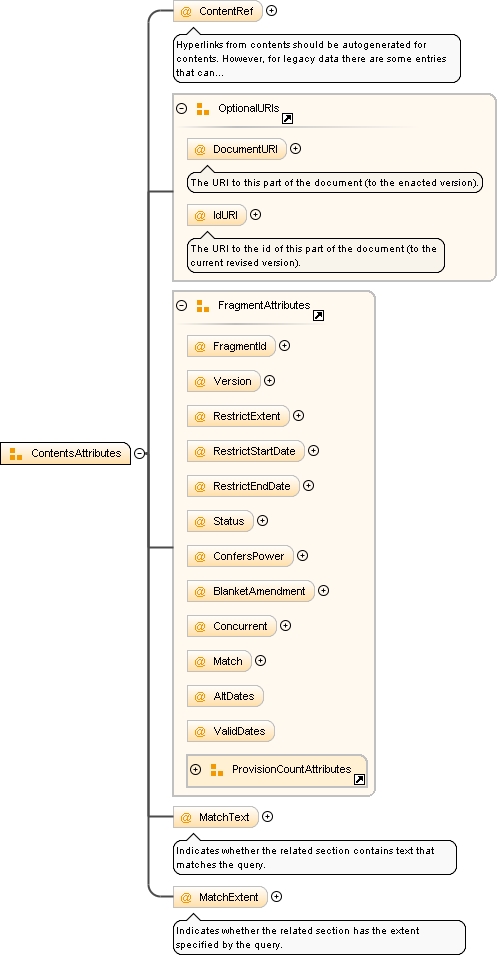 @ ContentRef
Hyperlinks from contents should be autogenerated for
contents. However, for legacy data there are some entries
that can...
OptionalURIs
@ DocumentURI
The URI to this part of the document (to the enacted version).
@ IdURI
The URI to the id of this part of the document (to the
current revised version).
FragmentAttributes
@ FragmentId
@ Version
@ RestrictExtent
@ RestrictStartDate
@ RestrictEndDate
@ Status
@ ConfersPower
@ BlanketAmendment
@ Concurrent
@ Match
@ AltDates
@ ValidDates
ProvisionCountAttributes
ContentsAttributes
@ MatchText
Indicates whether the related section contains text that
matches the query.
@ MatchExtent
Indicates whether the related section has the extent
specified by the query.